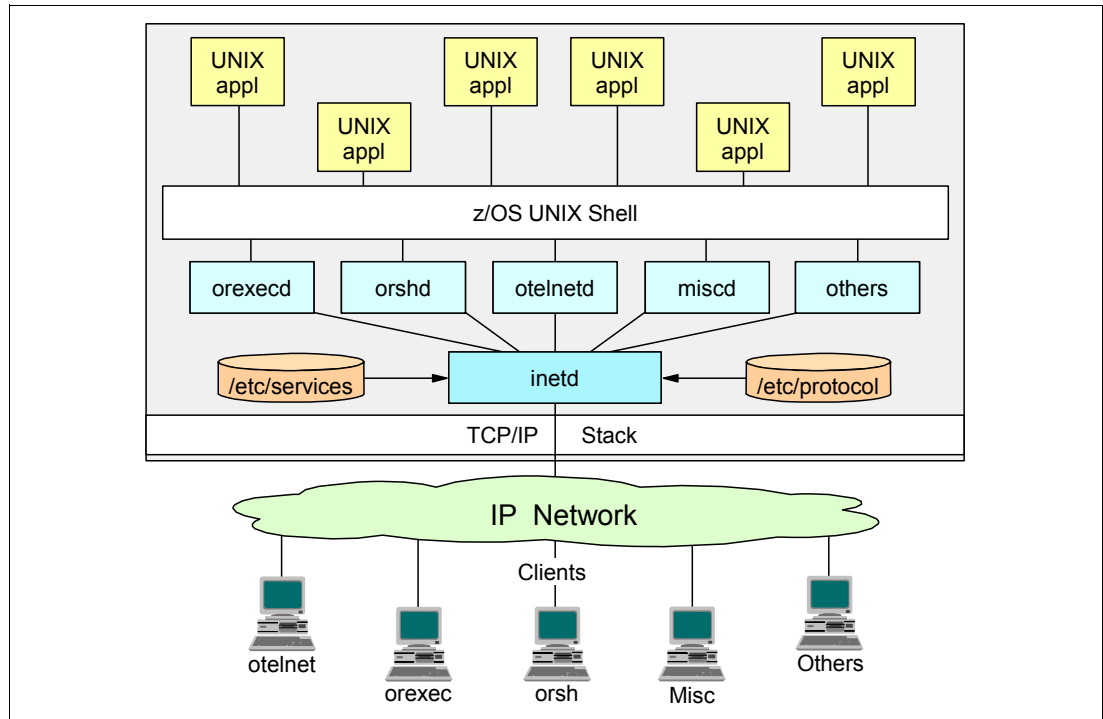 UNIX
appl
UNIX
appl
UNIX
appl
UNIX
appl
UNIX
appl
UNIX
appl
z/OS UNIX Shell
orexecd
orshd
otelnetd
miscd
others
/etc/services
inetd
/etc/protocol
TCP/IP Stack
IP Network
Clients
otelnet
orexec
orsh
Misc
Others